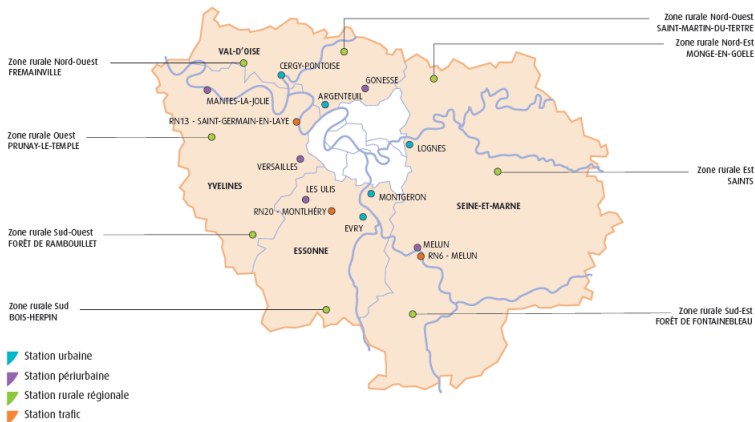 Zone rurale Nord-Ouest
SAINT-MARTIN-DU-TERTRE
Zone rurale Nord-Est
MONGE-EN-GOELE
Zone rurale Nord-Ouest
FREMAINVILLE
VAL-D'OISE
CERGY-PONTOISE
GONESSE
MANTES-LA-JOLIE
ARGENTEUIL
RN13 - SAINT-GERMAIN-EN-LAYE
Zone rurale Ouest
PRUNAY-LE-TEMPLE
LOGNES
VERSAILLES
Zone rurale Est
SAINTS
YVELINES
LES ULIS
MONTGERON
SEINE-ET-MARNE
RN20 - MONTLHÉRY
EVRY
Zone rurale Sud-Ouest
FORÊT DE RAMBOUILLET
ESSONNE
MELUN
RN6 - MELUN
Zone rurale Sud
BOIS-HERPIN
Zone rurale Sud-Est
FORÊT DE FONTAINEBLEAU
Station urbaine
Station périurbaine
Station rurale régionale
Station trafic